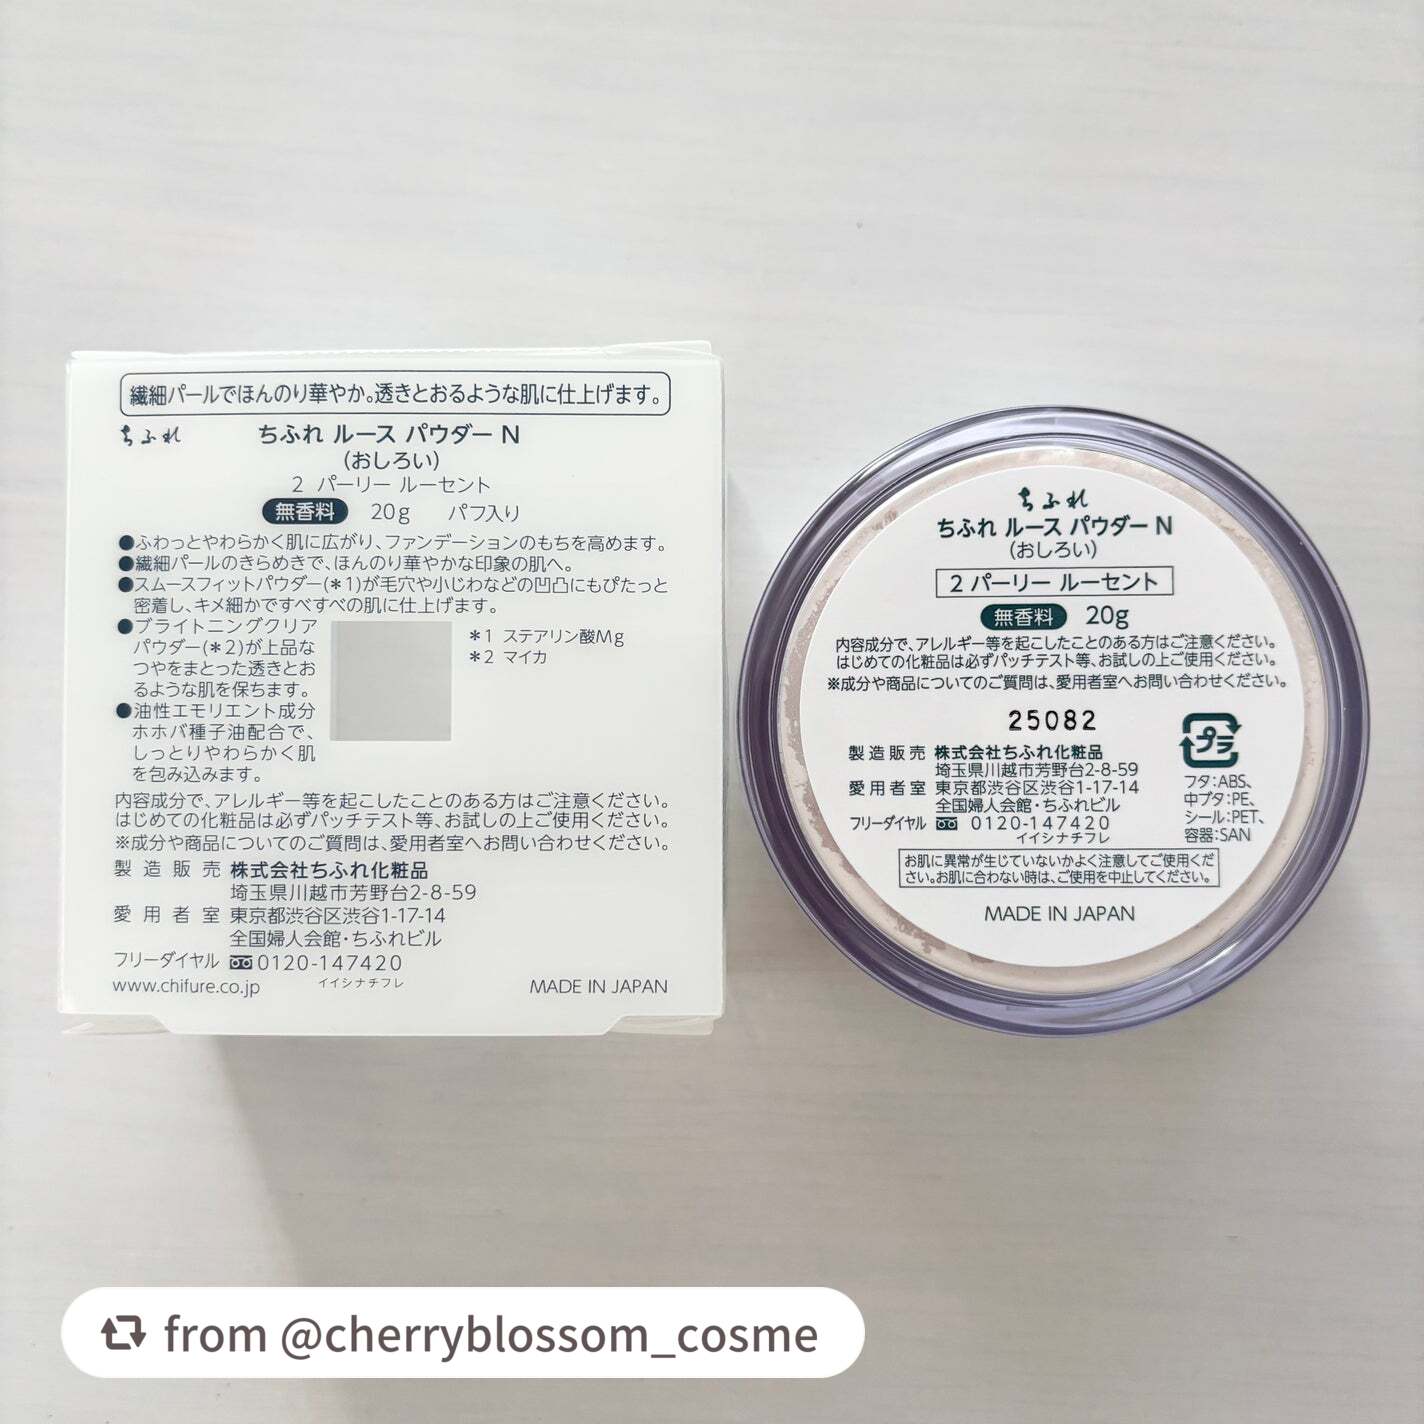 繊細パールでほんのり華やか。透きとおるような肌に仕上げます。
ちふれ ちふれ ルース パウダー N
(おしろい)
2 パーリー ルーセント
無香料 20g パフ入り
●ふわっとやわらかく肌に広がり、ファンデーションのもちを高めます。
●繊細パールのきらめきで、ほんのり華やかな印象の肌へ。
●スムースフィットパウダー(＊1)が毛穴や小じわなどの凹凸にもぴたっと
密着し、キメ細かですべすべの肌に仕上げます。
●ブライトニングクリア
パウダー(＊2)が上品な
つやをまとった透きとお
るような肌を保ちます。
●油性エモリエント成分
ホホバ種子油配合で、
しっとりやわらかく肌
を包み込みます。
＊1 ステアリン酸Mg
＊2 マイカ
内容成分で、アレルギー等を起こしたことのある方はご注意ください。
はじめての化粧品は必ずパッチテスト等、お試しの上ご使用ください。
※成分や商品についてのご質問は、愛用者室へお問い合わせください。
製造販売 株式会社ちふれ化粧品
埼玉県川越市芳野台2-8-59
愛用者室 東京都渋谷区渋谷1-17-14
全国婦人会館・ちふれビル
フリーダイヤル 0120-147420
www.chifure.co.jp イイシナチフレ MADE IN JAPAN
ちふれ
ちふれ ルース パウダー N
(おしろい)
2 パーリー ルーセント
無香料 20g
内容成分で、アレルギー等を起こしたことのある方はご注意ください。
はじめての化粧品は必ずパッチテスト等、お試しの上ご使用ください。
※成分や商品についてのご質問は、愛用者室へお問い合わせください。
25082
製造販売 株式会社ちふれ化粧品
埼玉県川越市芳野台2-8-59
愛用者室 東京都渋谷区渋谷1-17-14
全国婦人会館・ちふれビル
フリーダイヤル 0120-147420
イイシナチフレ
プラ
フタ:ABS、
中ブタ:PE、
シール:PET、
容器:SAN
お肌に異常が生じていないかよく注意してご使用くだ
さい。お肌に合わない時は、ご使用を中止してください。
MADE IN JAPAN
from @cherryblossom_cosme